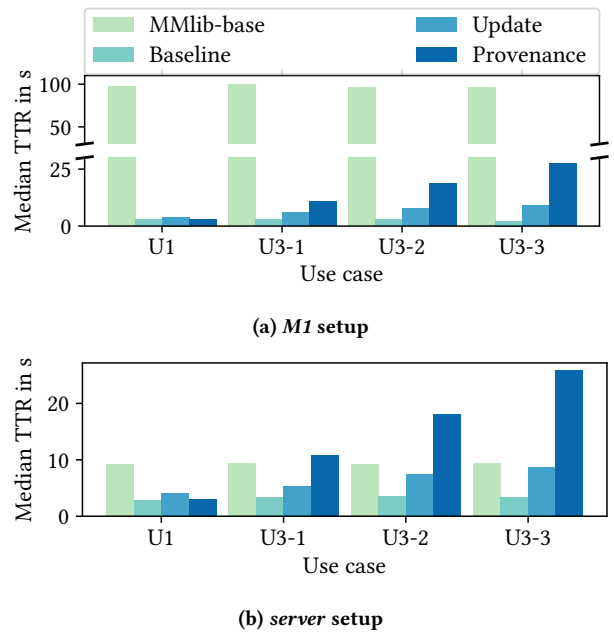 MMlib-base Update
Baseline Provenance
Median TTR in s
100
50
25
0
U1 U3-1 U3-2 U3-3
Use case
(a) M1 setup
Median TTR in s
20
10
0
U1 U3-1 U3-2 U3-3
Use case
(b) server setup